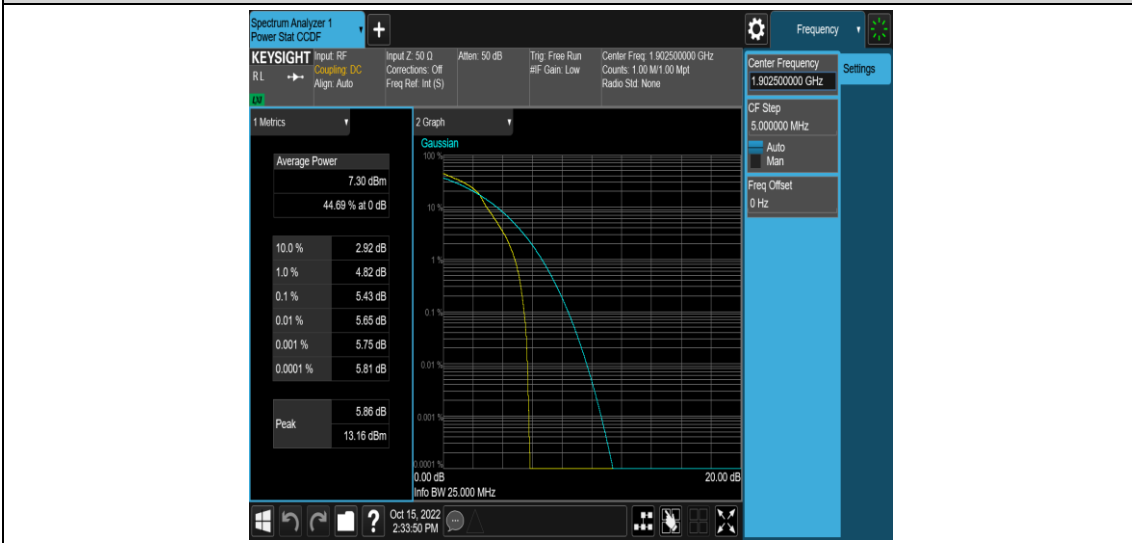 Spectrum Analyzer 1
Power Stat CCDF
+
Frequency
KEYSIGHT
R L
Input: RF
Coupling: DC
Align: Auto
Input Z: 50 Ω
Corrections: Off
Freq Ref: Int (S)
Atten: 50 dB
Trig: Free Run
#IF Gain: Low
Center Freq: 1.902500000 GHz
Counts: 1.00 M/1.00 Mpt
Radio Std: None
Center Frequency
1.902500000 GHz
Settings
CF Step
5.000000 MHz
Auto
Man
Freq Offset
0 Hz
1 Metrics
Average Power
7.30 dBm
44.69 % at 0 dB
10.0 % 2.92 dB
1.0 % 4.82 dB
0.1 % 5.43 dB
0.01 % 5.65 dB
0.001 % 5.75 dB
0.0001 % 5.81 dB
Peak 5.86 dB
13.16 dBm
2 Graph
Gaussian
100 %
10 %
1 %
0.1 %
0.01 %
0.001 %
0.0001 %
0.00 dB 20.00 dB
Info BW 25.000 MHz
?
Oct 15, 2022
2:33:50 PM